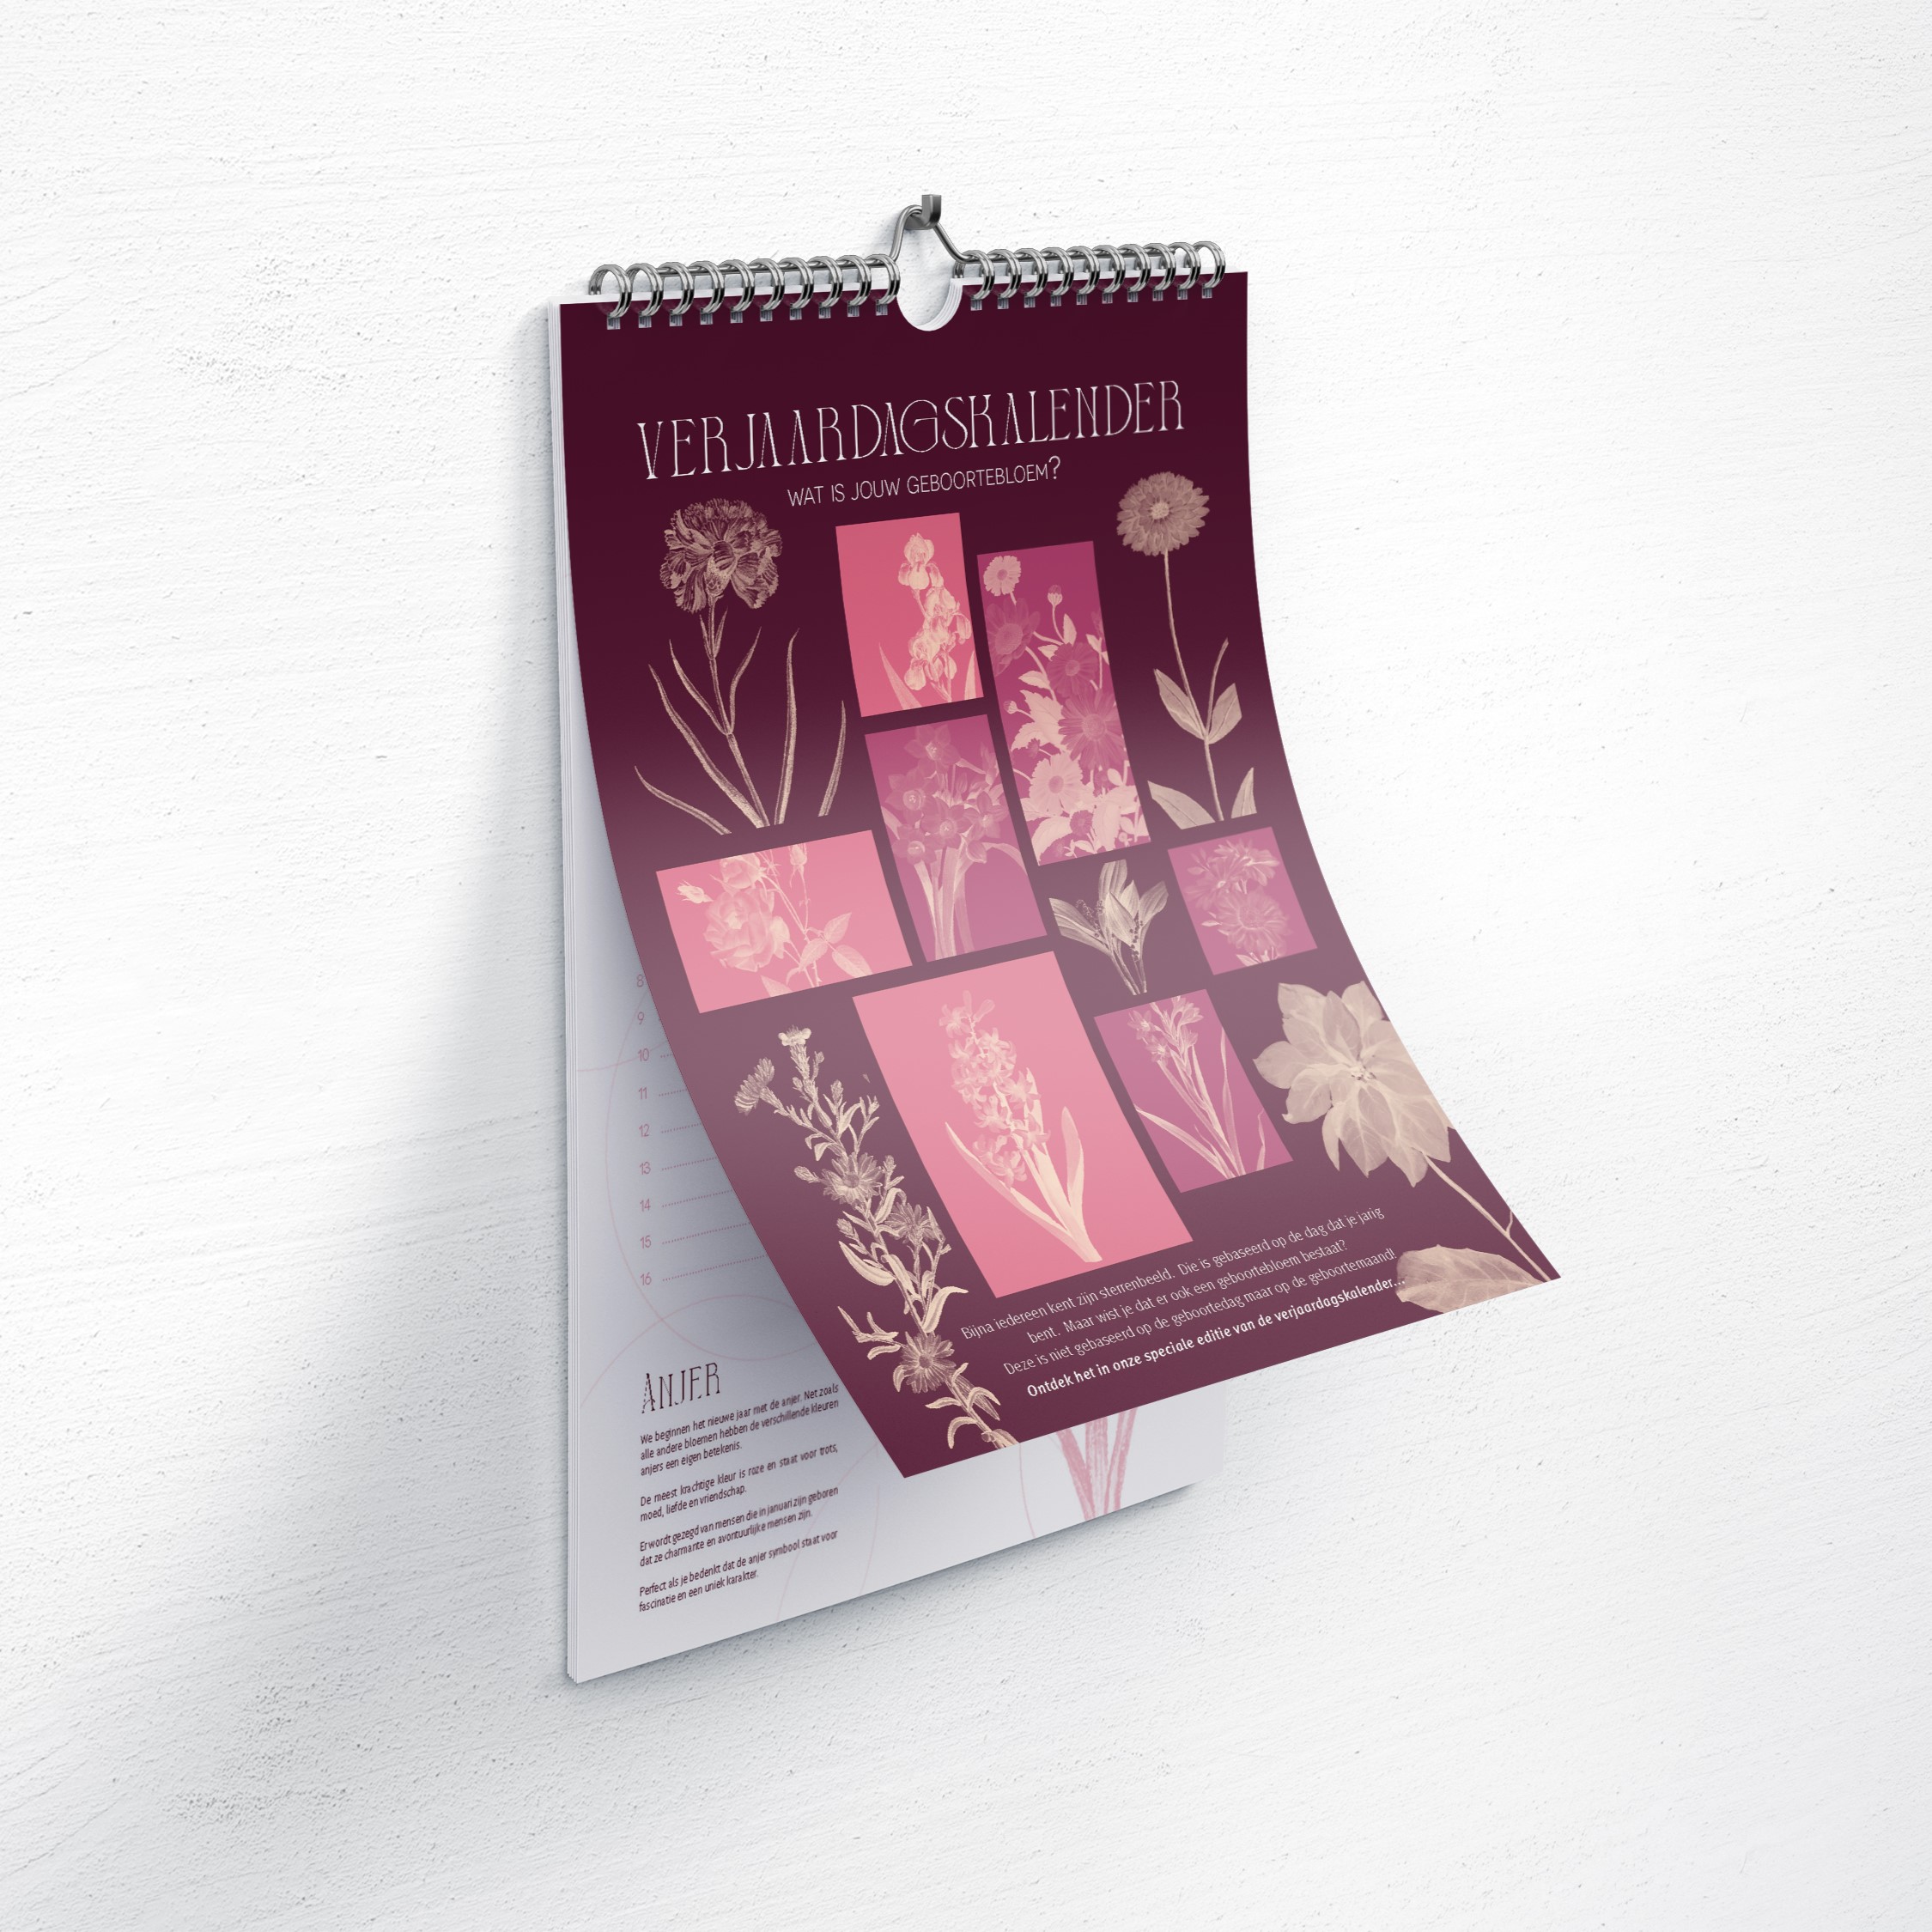 VERJAARDAGSKALENDER
WAT IS JOUW GEBOORTEBLOEM?
Bijna iedereen kent zijn sterrenbeeld. Die is gebaseerd op de dag dat je jarig
bent. Maar wist je dat er ook een geboortebloem bestaat?
Deze is niet gebaseerd op de geboortedag maar op de geboortemaand!
Ontdek het in onze speciale editie van de verjaardagskalender...
8
9
10
11
12
13
14
15
16
ANJER
We beginnen het nieuwe jaar met de anjer. Net zoals
alle andere bloemen hebben de verschillende kleuren
anjers een eigen betekenis.
De meest krachtige kleur is roze en staat voor trots,
moed, liefde en vriendschap.
Er wordt gezegd van mensen die in januari zijn geboren
dat ze charmante en avontuurlijke mensen zijn.
Perfect als je bedenkt dat de anjer symbool staat voor
fascinatie en een uniek karakter.